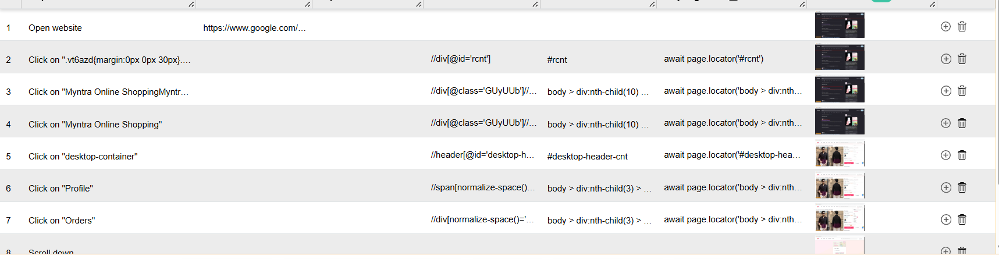 1 Open website https://www.google.com/...
2 Click on ".vt6azd{margin:0px 0px 30px}.... //div[@id='rcnt'] #rcnt await page.locator('#rcnt')
3 Click on "Myntra Online ShoppingMyntr... //div[@class='GUyUUb']//... body > div:nth-child(10) ... await page.locator('body > div:nth...
4 Click on "Myntra Online Shopping" //div[@class='GUyUUb']//... body > div:nth-child(10) ... await page.locator('body > div:nth...
5 Click on "desktop-container" //header[@id='desktop-h... #desktop-header-cnt await page.locator('#desktop-hea...
6 Click on "Profile" //span[normalize-space()... body > div:nth-child(3) > ... await page.locator('body > div:nth...
7 Click on "Orders" //div[normalize-space()='... body > div:nth-child(3) > ... await page.locator('body > div:nth...
8 Scroll down